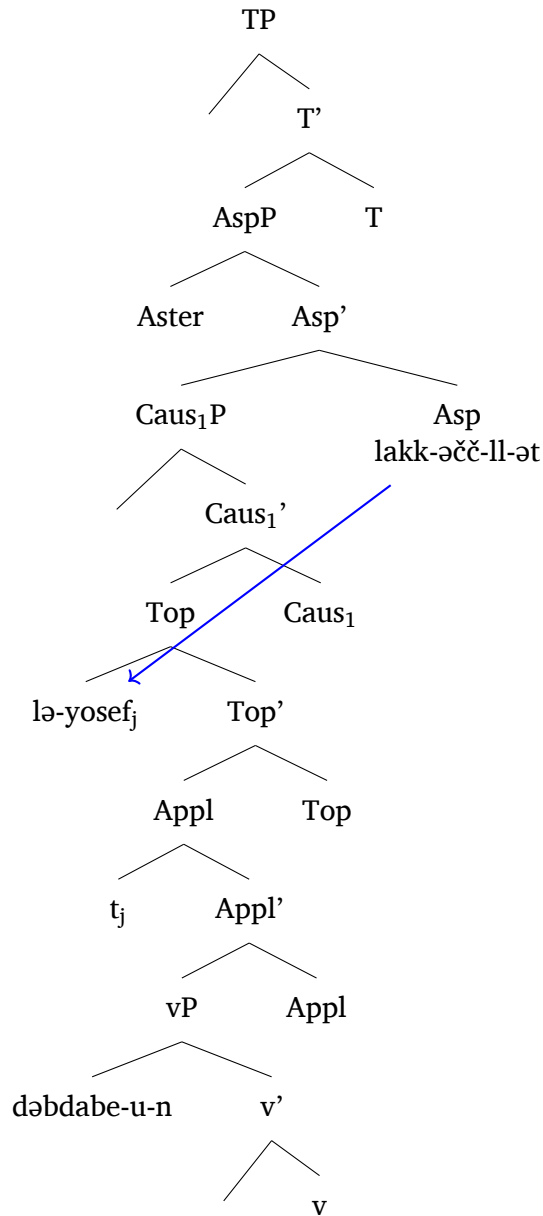 TP
T’
AspP T
Aster Asp’
Caus₁P Asp
lakk-əčč-ll-ət
Caus₁’
Top Caus₁
lə-yosefⱼ Top’
Appl Top
tⱼ Appl’
vP Appl
dəbdabe-u-n v’
v